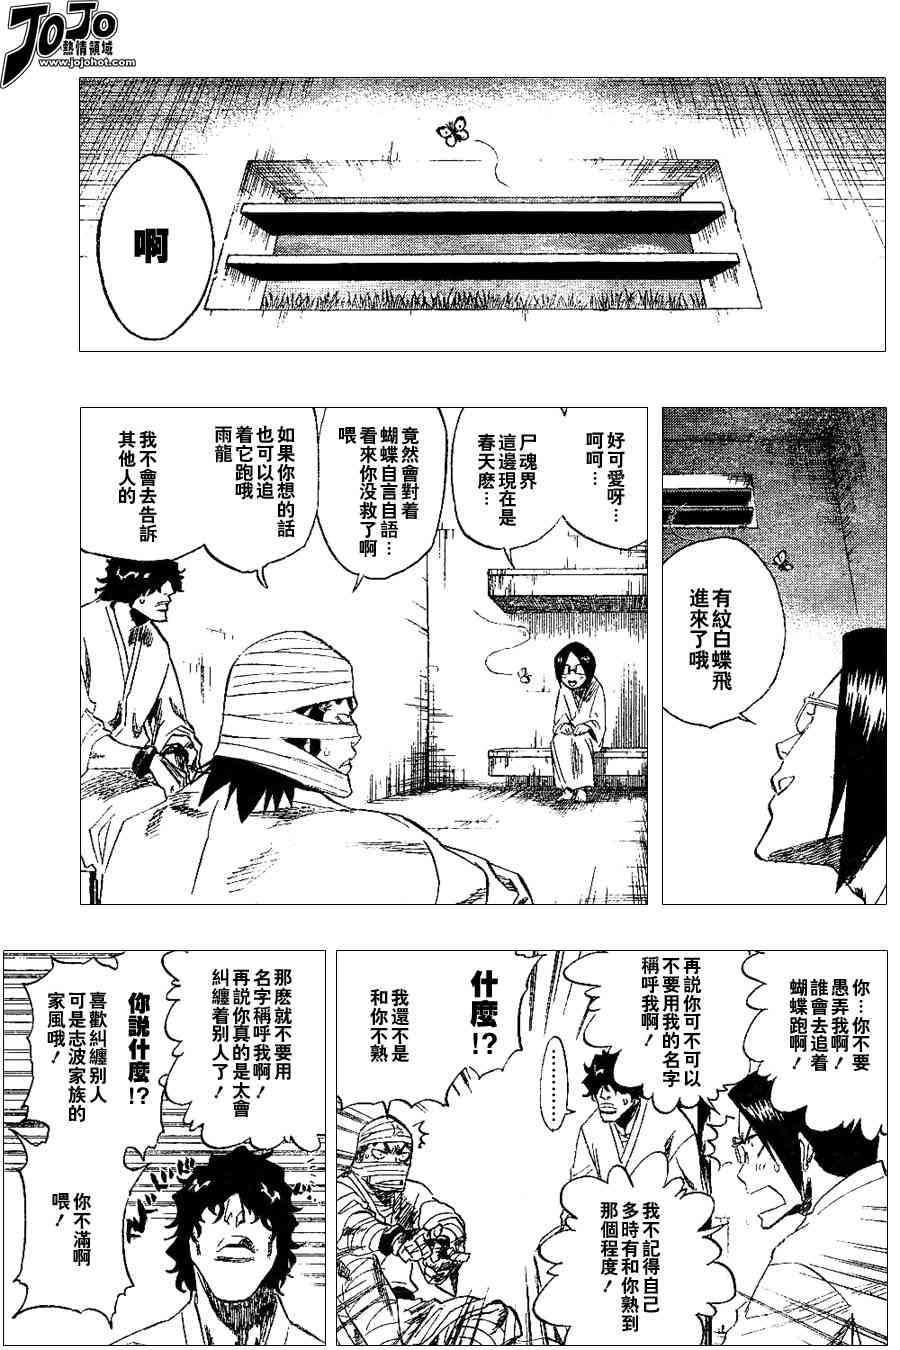 JOJO
熱情領域
www.jojohot.com
啊
有紋白蝶飛
進來了哦
好可愛呀…
呵呵…
尸魂界
這邊現在是
春天麼…
竟然會對着
蝴蝶自言自語…
看來你没救了啊
喂
如果你想的話
也可以追
着它跑哦
雨龍
我不會去告訴
其他人的
你…你不要
愚弄我啊！
誰會去追着
蝴蝶跑啊！
再説你可不可以
不要用我的名字
稱呼我啊！
我不記得自己
多時有和你熟到
那個程度！
…………
什麼!?
我還不是
和你不熟
那麼就不要用
名字稱呼我啊！
再說你真的是太會
糾纏着别人了！
你說什麼!?
喜歡糾纏别人
可是志波家族的
家風哦！
你不滿啊
喂！